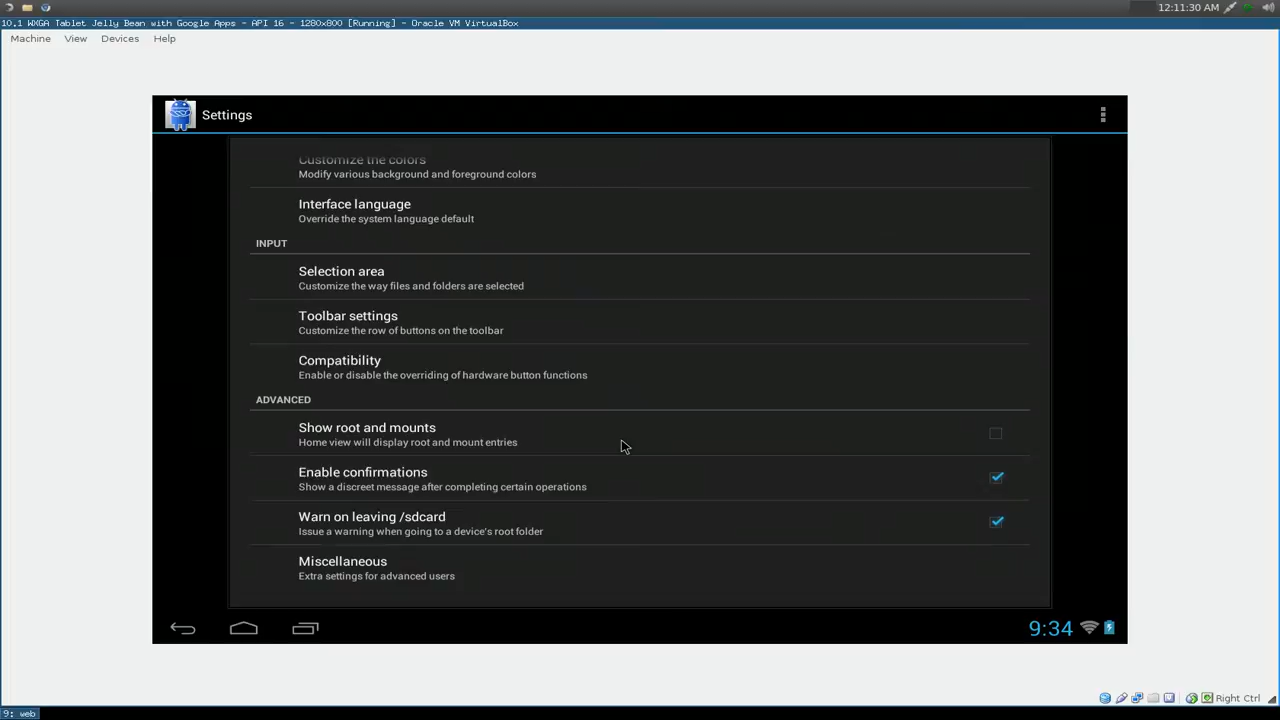 12:11:30 AM
10,1 WXGA Tablet Jelly Bean with Google Apps - API 16 - 1280x800 [Running] - Oracle VM VirtualBox
Machine View Devices Help
Settings
Customize the colors
Modify various background and foreground colors
Interface language
Override the system language default
INPUT
Selection area
Customize the way files and folders are selected
Toolbar settings
Customize the row of buttons on the toolbar
Compatibility
Enable or disable the overriding of hardware button functions
ADVANCED
Show root and mounts
Home view will display root and mount entries
Enable confirmations
Show a discreet message after completing certain operations
Warn on leaving /sdcard
Issue a warning when going to a device's root folder
Miscellaneous
Extra settings for advanced users
9:34
Right Ctrl
9: web